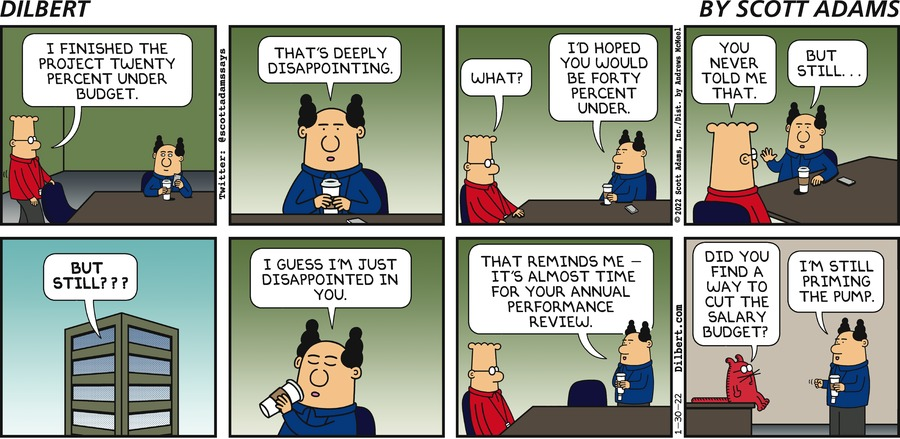 DILBERT
BY SCOTT ADAMS
I FINISHED THE
PROJECT TWENTY
PERCENT UNDER
BUDGET.
Twitter: @scottadamssays
THAT'S DEEPLY
DISAPPOINTING.
WHAT?
I'D HOPED
YOU WOULD
BE FORTY
PERCENT
UNDER.
© 2022 Scott Adams, Inc./Dist. by Andrews McMeel
YOU
NEVER
TOLD ME
THAT.
BUT
STILL...
BUT
STILL???
I GUESS I'M JUST
DISAPPOINTED IN
YOU.
THAT REMINDS ME —
IT'S ALMOST TIME
FOR YOUR ANNUAL
PERFORMANCE
REVIEW.
1-30-22 Dilbert.com
DID YOU
FIND A
WAY TO
CUT THE
SALARY
BUDGET?
I'M STILL
PRIMING
THE PUMP.